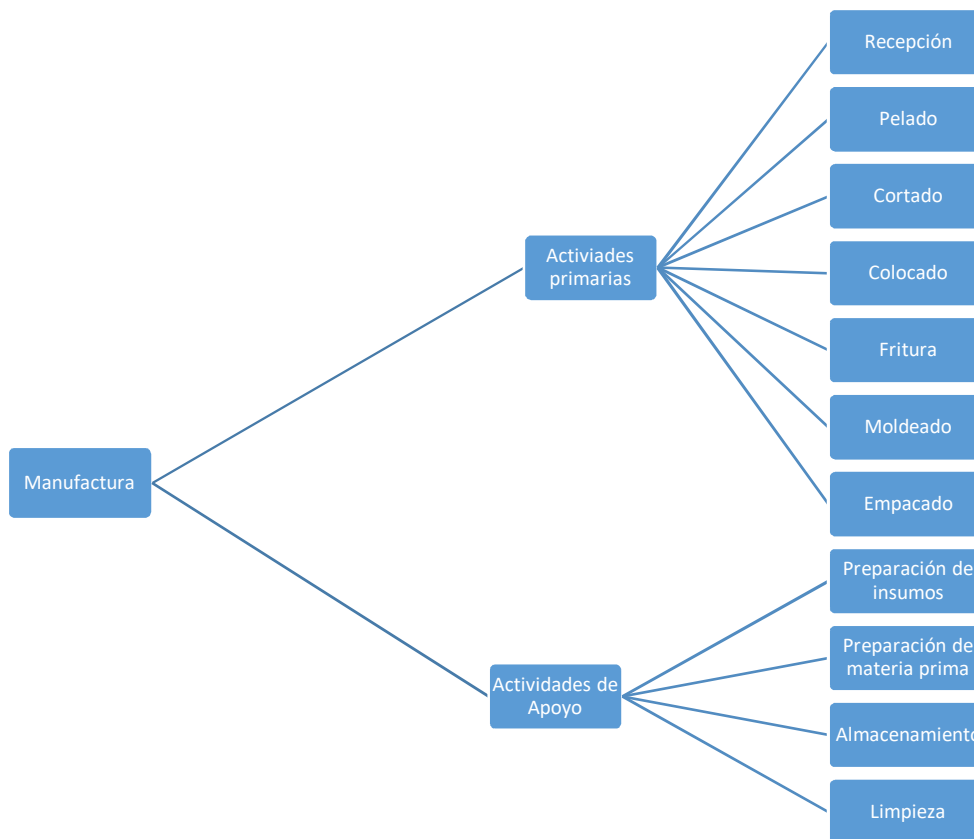 Recepción
Pelado
Cortado
Activiades
primarias
Colocado
Fritura
Moldeado
Manufactura
Empacado
Preparación de
insumos
Preparación de
materia prima
Actividades de
Apoyo
Almacenamiento
Limpieza